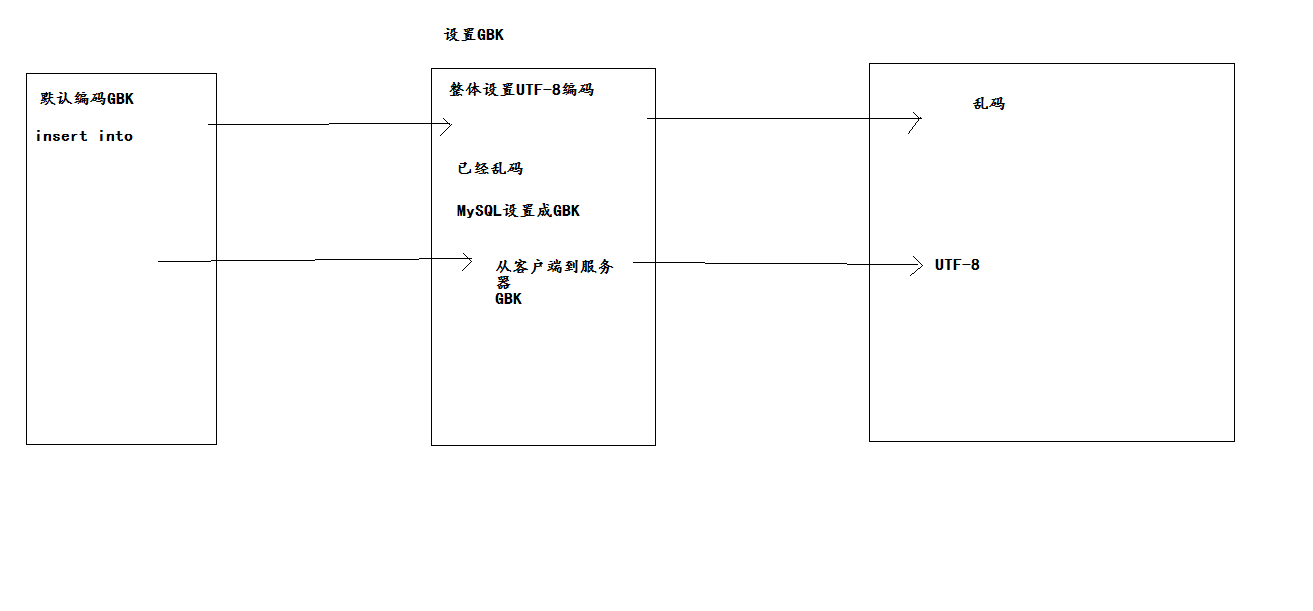 设置GBK
默认编码GBK
insert into
整体设置UTF-8编码
已经乱码
MySQL设置成GBK
从客户端到服务
器
GBK
乱码
UTF-8